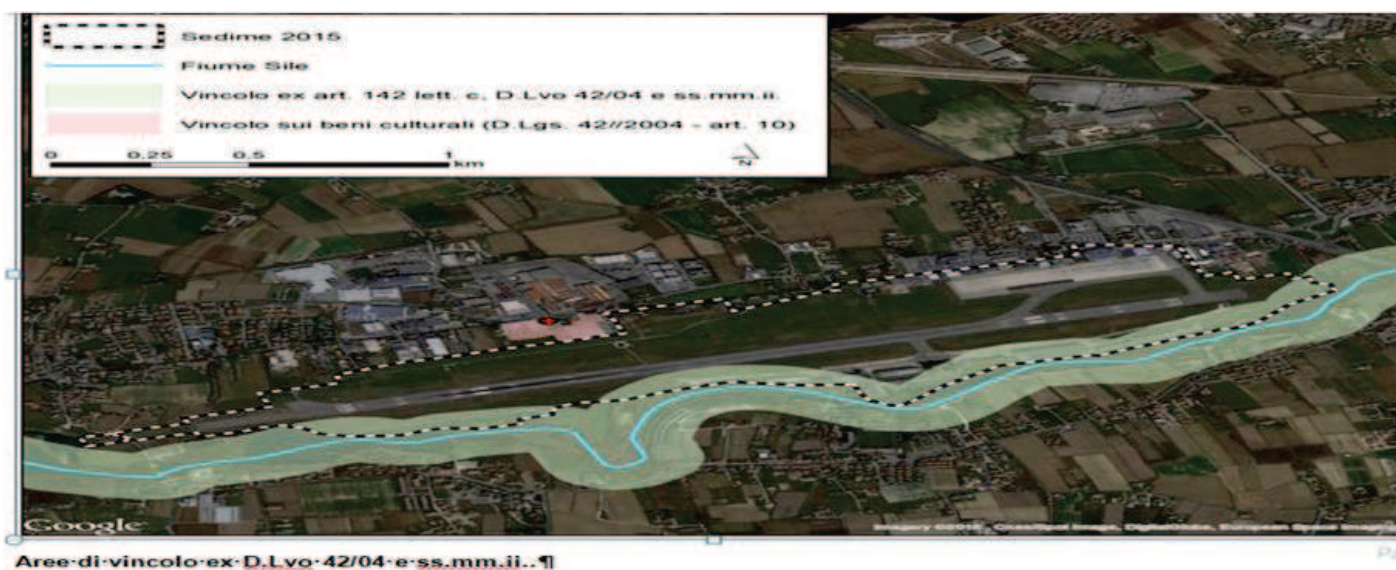 Sedime 2015
Fiume Sile
Vincolo ex art. 142 lett. c, D.Lvo 42/04 e ss.mm.ii.
Vincolo sui beni culturali (D.Lgs. 42//2004 - art. 10)
0 0,25 0,5 1
km
N
Google
Aree·di·vincolo·ex·D.Lvo·42/04·e·ss.mm.ii..¶